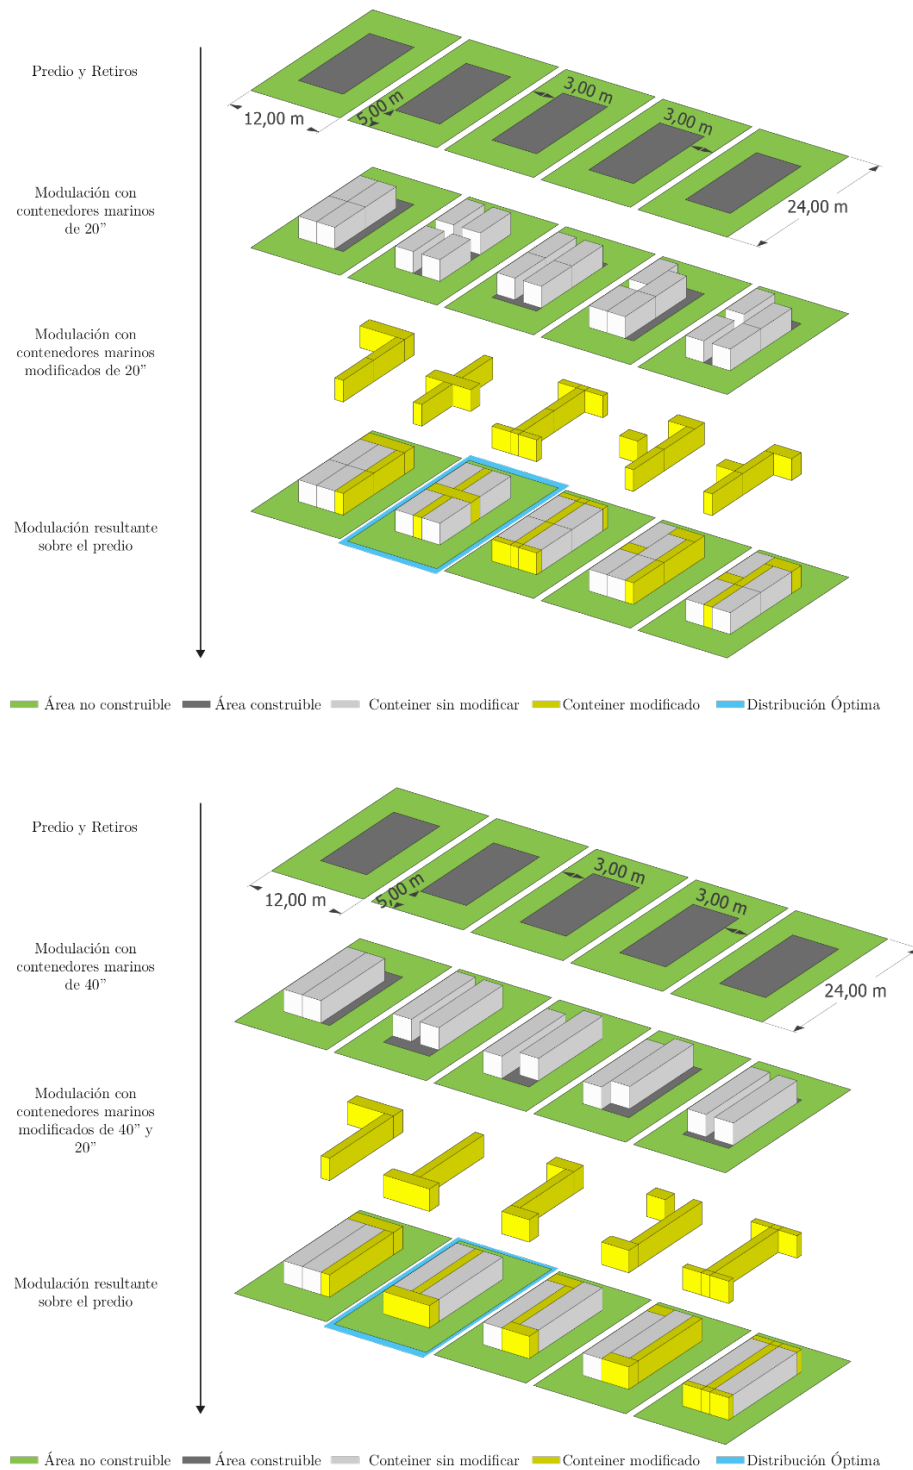 Predio y Retiros
12,00 m
5,00 m
3,00 m
3,00 m
24,00 m
Modulación con
contenedores marinos
de 20”
Modulación con
contenedores marinos
modificados de 20”
Modulación resultante
sobre el predio
Área no construible
Área construible
Conteiner sin modificar
Conteiner modificado
Distribución Óptima
Predio y Retiros
12,00 m
5,00 m
3,00 m
3,00 m
24,00 m
Modulación con
contenedores marinos
de 40”
Modulación con
contenedores marinos
modificados de 40” y
20”
Modulación resultante
sobre el predio
Área no construible
Área construible
Conteiner sin modificar
Conteiner modificado
Distribución Óptima